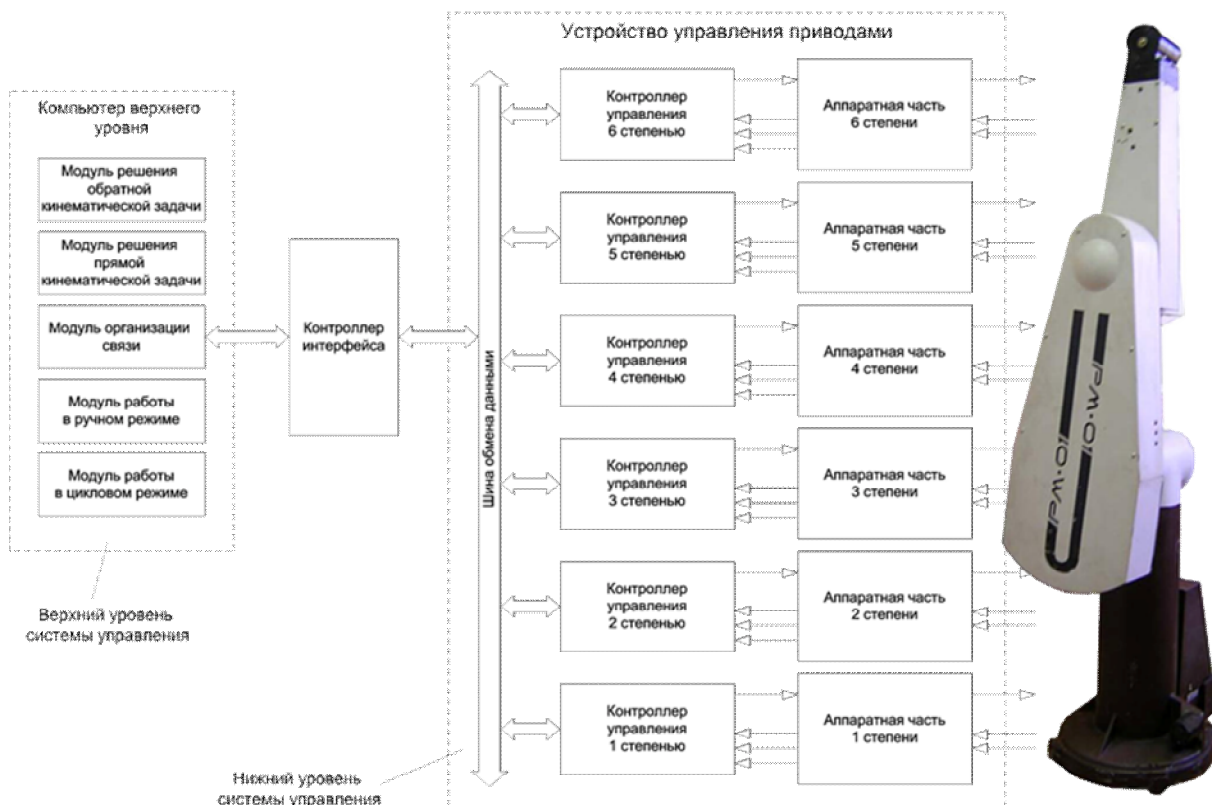 Устройство управления приводами
Компьютер верхнего
уровня
Модуль решения
обратной
кинематической задачи
Модуль решения
прямой
кинематической задачи
Модуль организации
связи
Модуль работы
в ручном режиме
Модуль работы
в цикловом режиме
Верхний уровень
системы управления
Контроллер
интерфейса
Шина обмена данными
Контроллер
управления
6 степенью
Аппаратная часть
6 степени
Контроллер
управления
5 степенью
Аппаратная часть
5 степени
Контроллер
управления
4 степенью
Аппаратная часть
4 степени
Контроллер
управления
3 степенью
Аппаратная часть
3 степени
Контроллер
управления
2 степенью
Аппаратная часть
2 степени
Контроллер
управления
1 степенью
Аппаратная часть
1 степени
Нижний уровень
системы управления
РМ-01
РМ-01